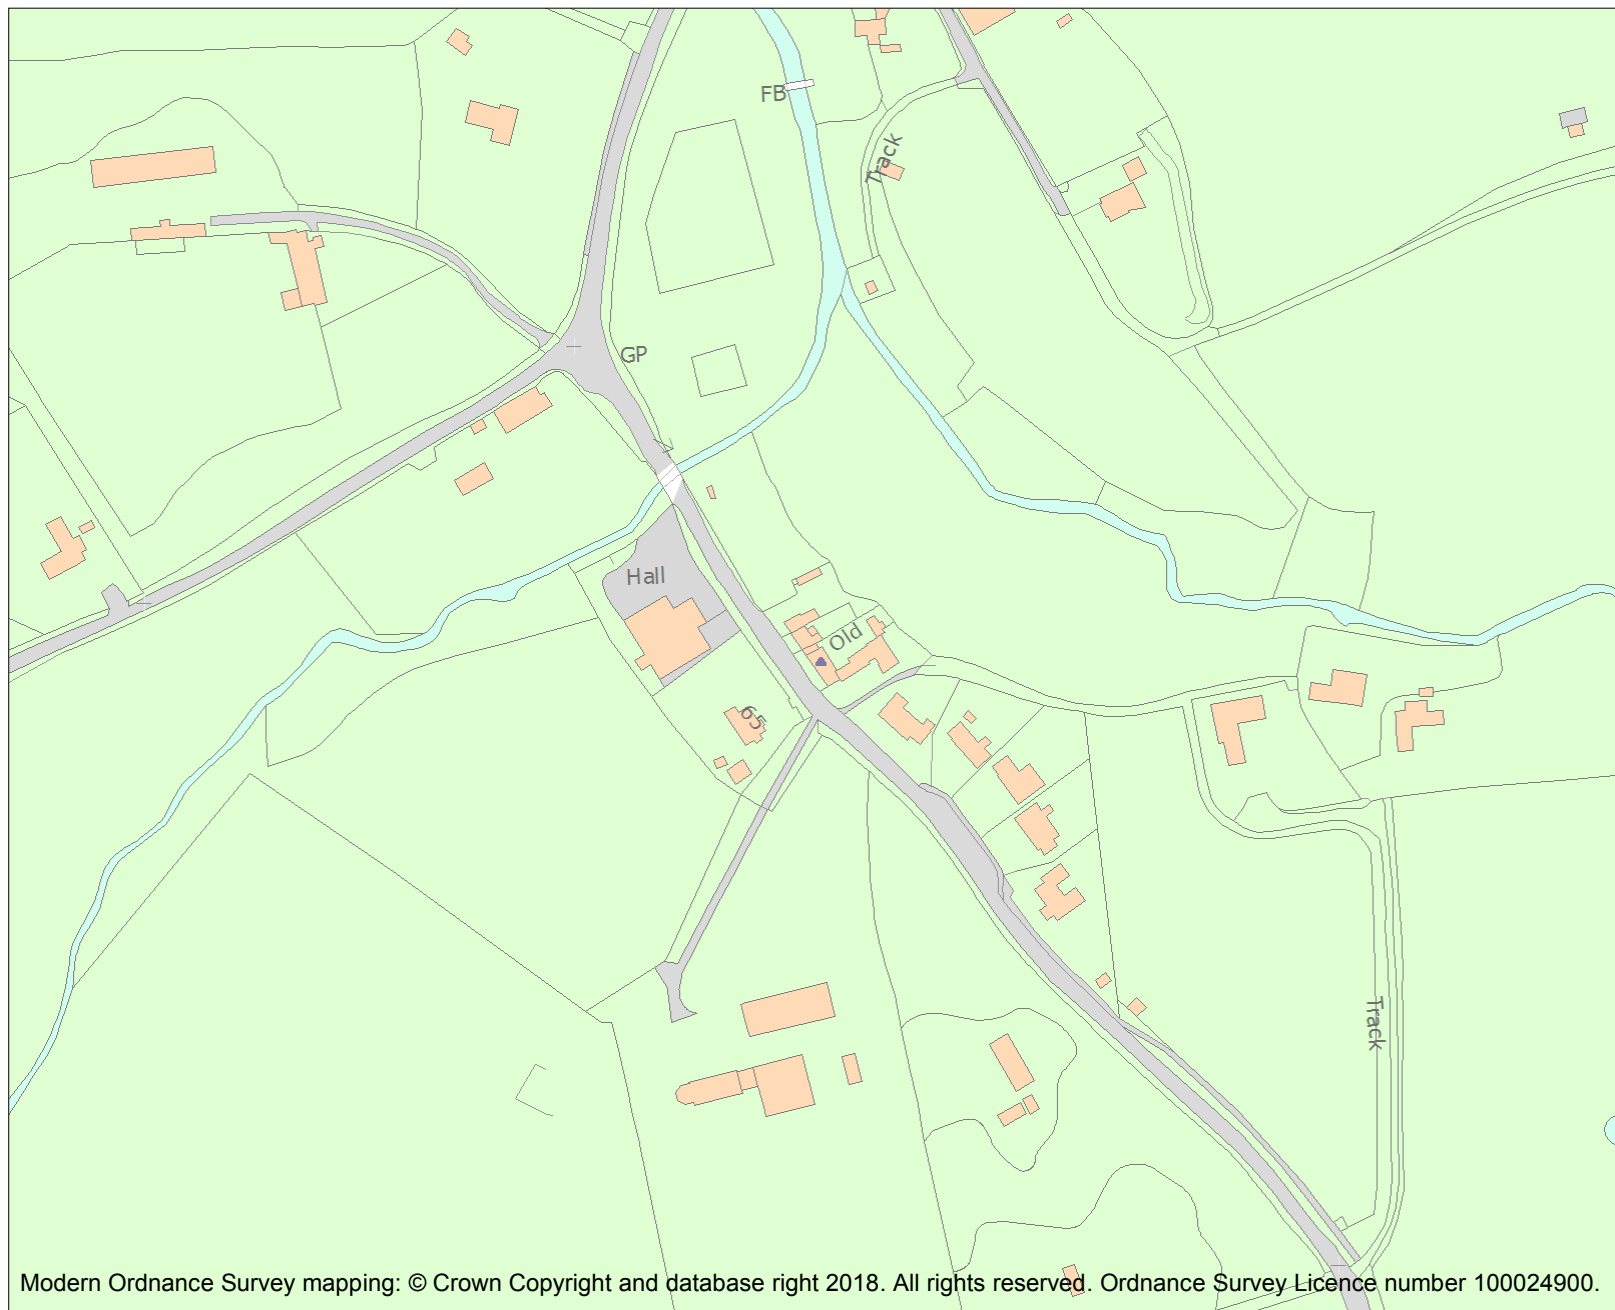 FB
Track
GP
Hall
Old
65
Track
Modern Ordnance Survey mapping: © Crown Copyright and database right 2018. All rights reserved. Ordnance Survey Licence number 100024900.